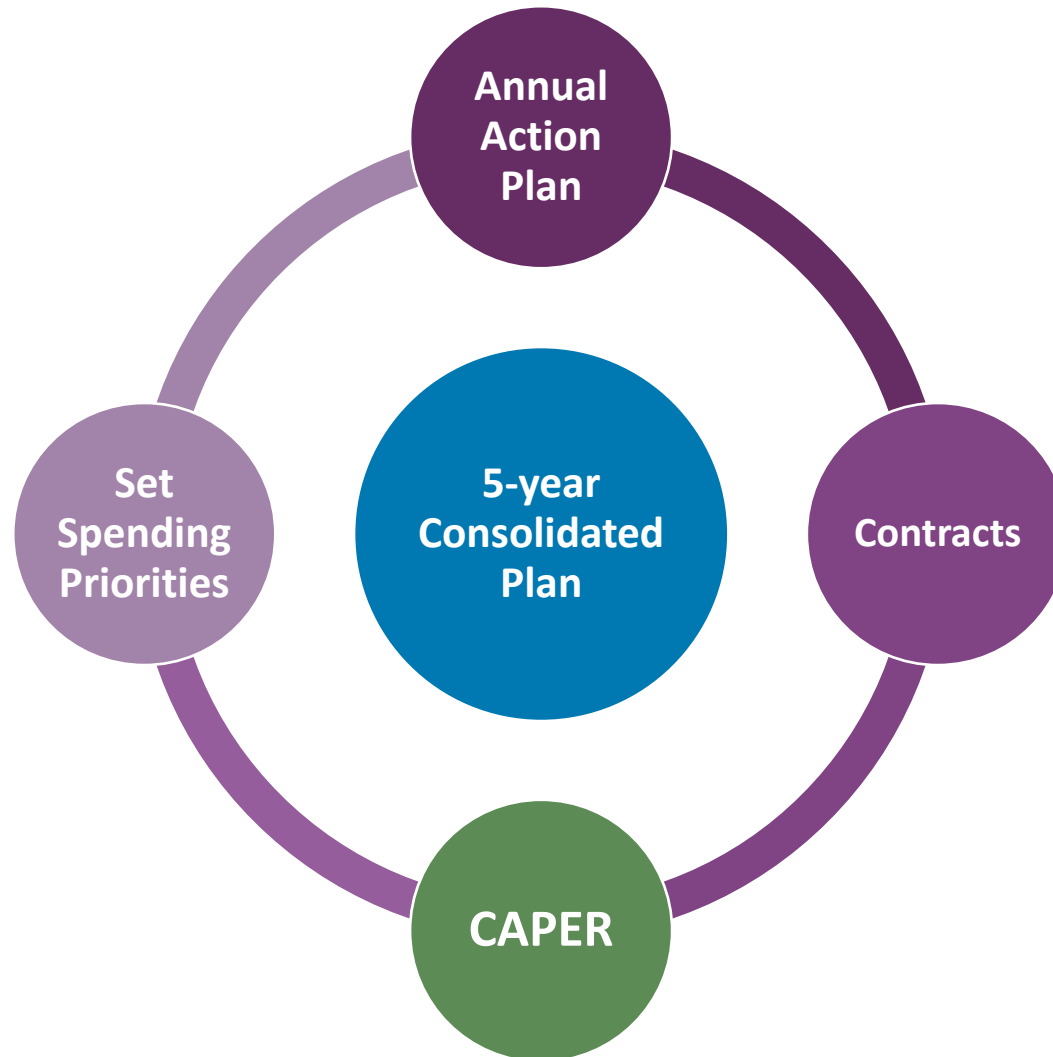 Annual
Action
Plan
Set
Spending
Priorities
5-year
Consolidated
Plan
Contracts
CAPER